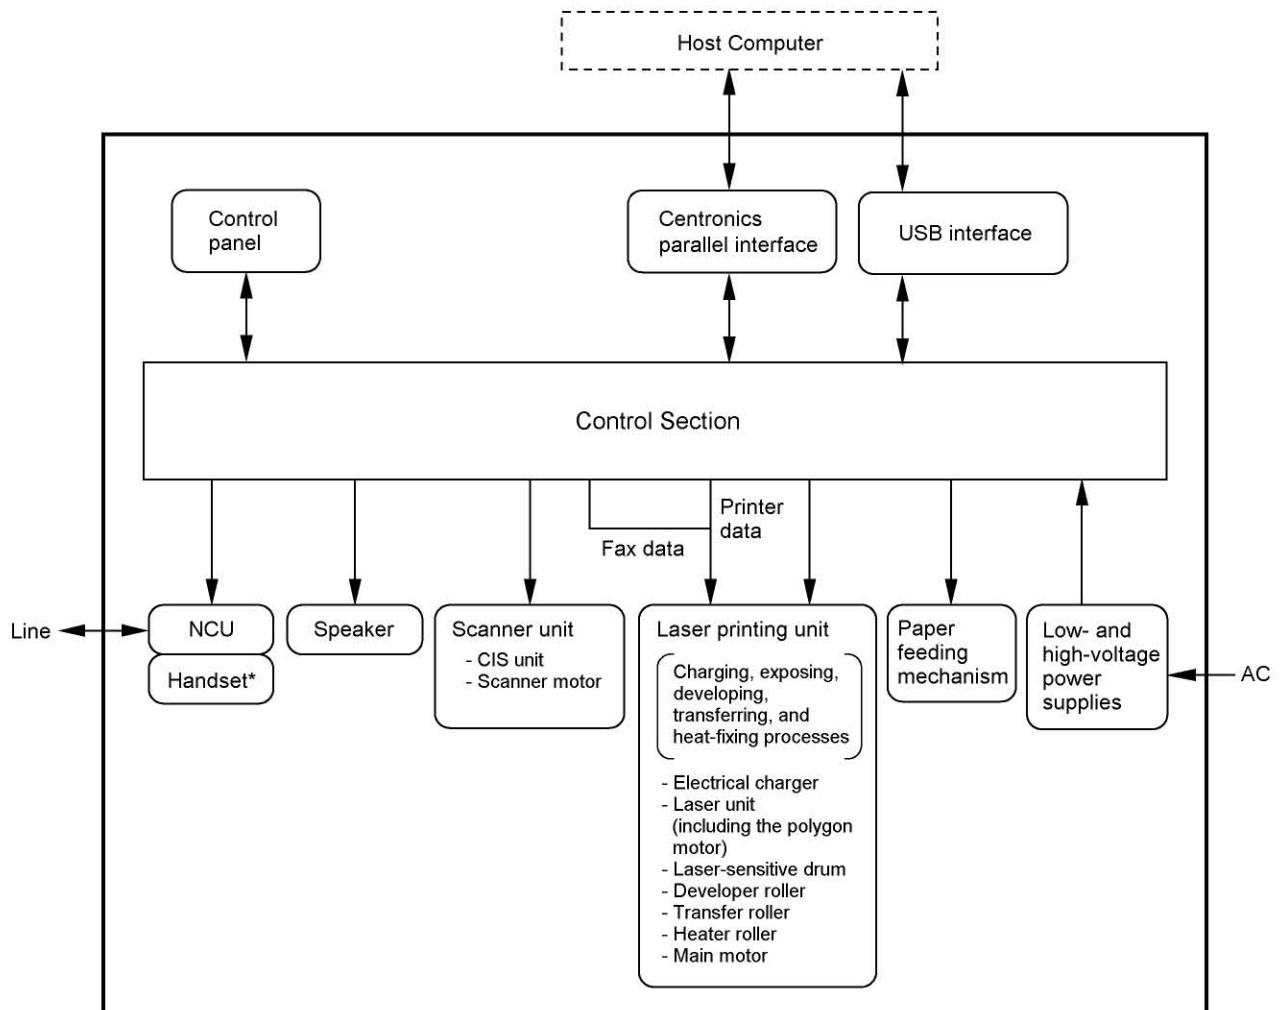 Host Computer
Control
panel
Centronics
parallel interface
USB interface
Control Section
Printer
data
Fax data
Line
NCU
Handset*
Speaker
Scanner unit
- CIS unit
- Scanner motor
Laser printing unit
Charging, exposing,
developing,
transferring, and
heat-fixing processes
- Electrical charger
- Laser unit
(including the polygon
motor)
- Laser-sensitive drum
- Developer roller
- Transfer roller
- Heater roller
- Main motor
Paper
feeding
mechanism
Low- and
high-voltage
power
supplies
AC